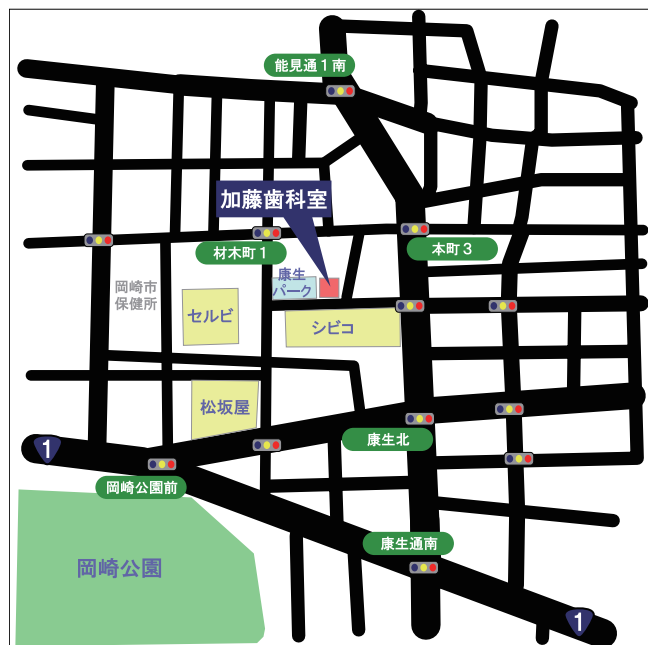 能見通1南
加藤歯科室
材木町1
本町3
岡崎市
保健所
康生
パーク
セルビ
シビコ
松坂屋
康生北
1
岡崎公園前
康生通南
岡崎公園
1